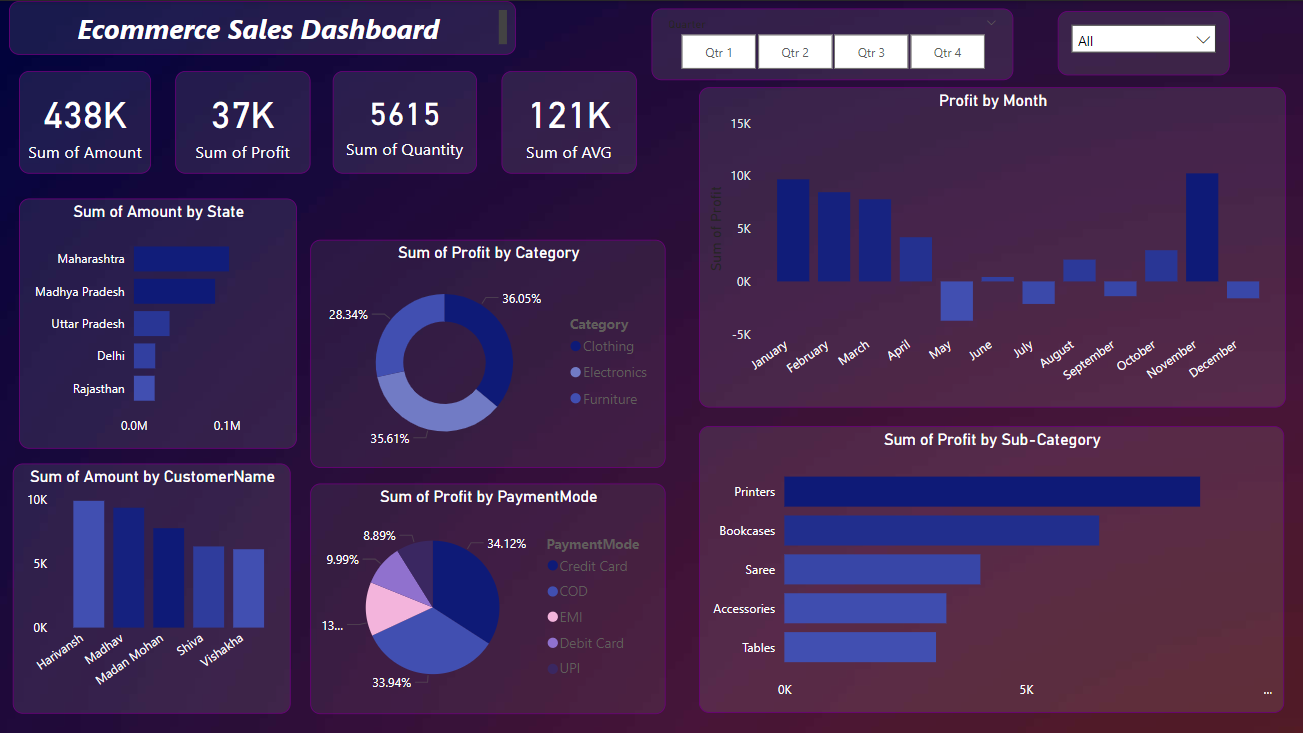 Ecommerce Sales Dashboard
Qtr 1
Qtr 2
Qtr 3
Qtr 4
All
438K
Sum of Amount
37K
Sum of Profit
5615
Sum of Quantity
121K
Sum of AVG
Profit by Month
15K
10K
5K
0K
-5K
Sum of Profit
January
February
March
April
May
June
July
August
September
October
November
December
Sum of Amount by State
Maharashtra
Madhya Pradesh
Uttar Pradesh
Delhi
Rajasthan
0.0M
0.1M
Sum of Profit by Category
36.05%
28.34%
35.61%
Category
Clothing
Electronics
Furniture
Sum of Profit by Sub-Category
Printers
Bookcases
Saree
Accessories
Tables
0K
5K
...
Sum of Amount by CustomerName
10K
5K
0K
Harivansh
Madhav
Madan Mohan
Shiva
Vishakha
Sum of Profit by PaymentMode
8.89%
34.12%
9.99%
13...
33.94%
PaymentMode
Credit Card
COD
EMI
Debit Card
UPI